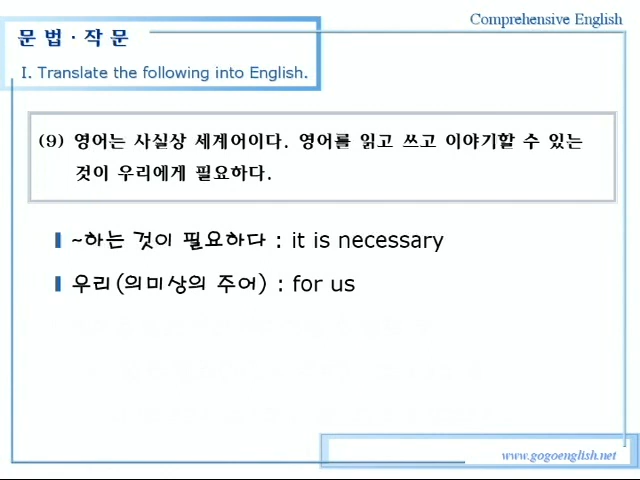 Comprehensive English
문 법 · 작 문
I. Translate the following into English.
(9) 영어는 사실상 세계어이다. 영어를 읽고 쓰고 이야기할 수 있는
것이 우리에게 필요하다.
~하는 것이 필요하다 : it is necessary
우리(의미상의 주어) : for us
www.gogoenglish.net